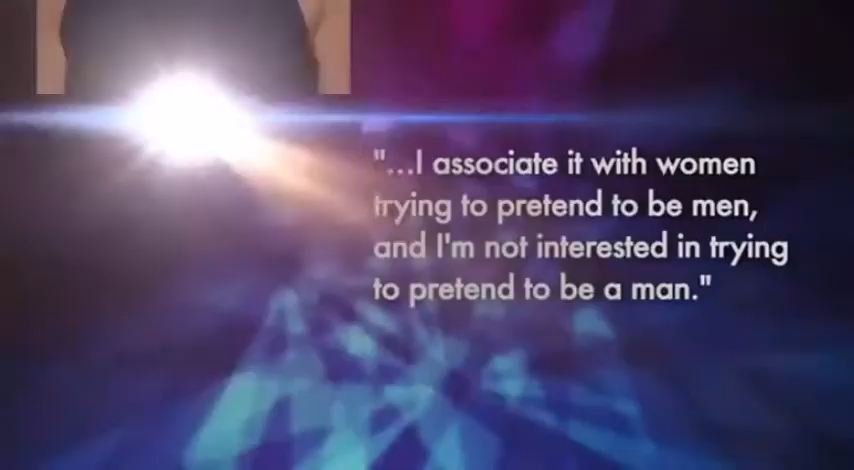 "...I associate it with women
trying to pretend to be men,
and I'm not interested in trying
to pretend to be a man."